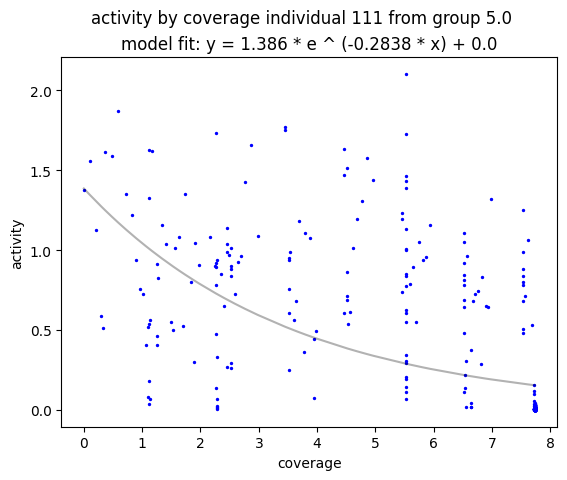 activity by coverage individual 111 from group 5.0
model fit: y = 1.386 * e ^ (-0.2838 * x) + 0.0
2.0
1.5
1.0
0.5
0.0
activity
0 1 2 3 4 5 6 7 8
coverage